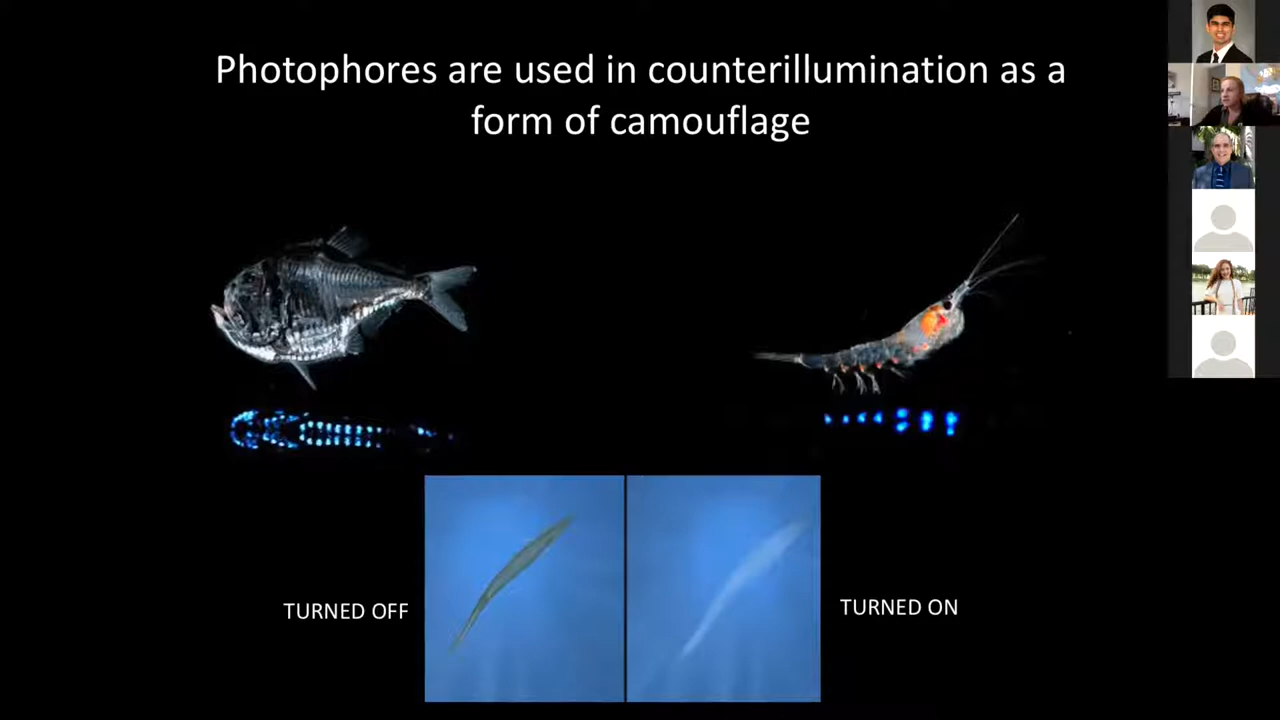 Photophores are used in counterillumination as a
form of camouflage
TURNED OFF
TURNED ON